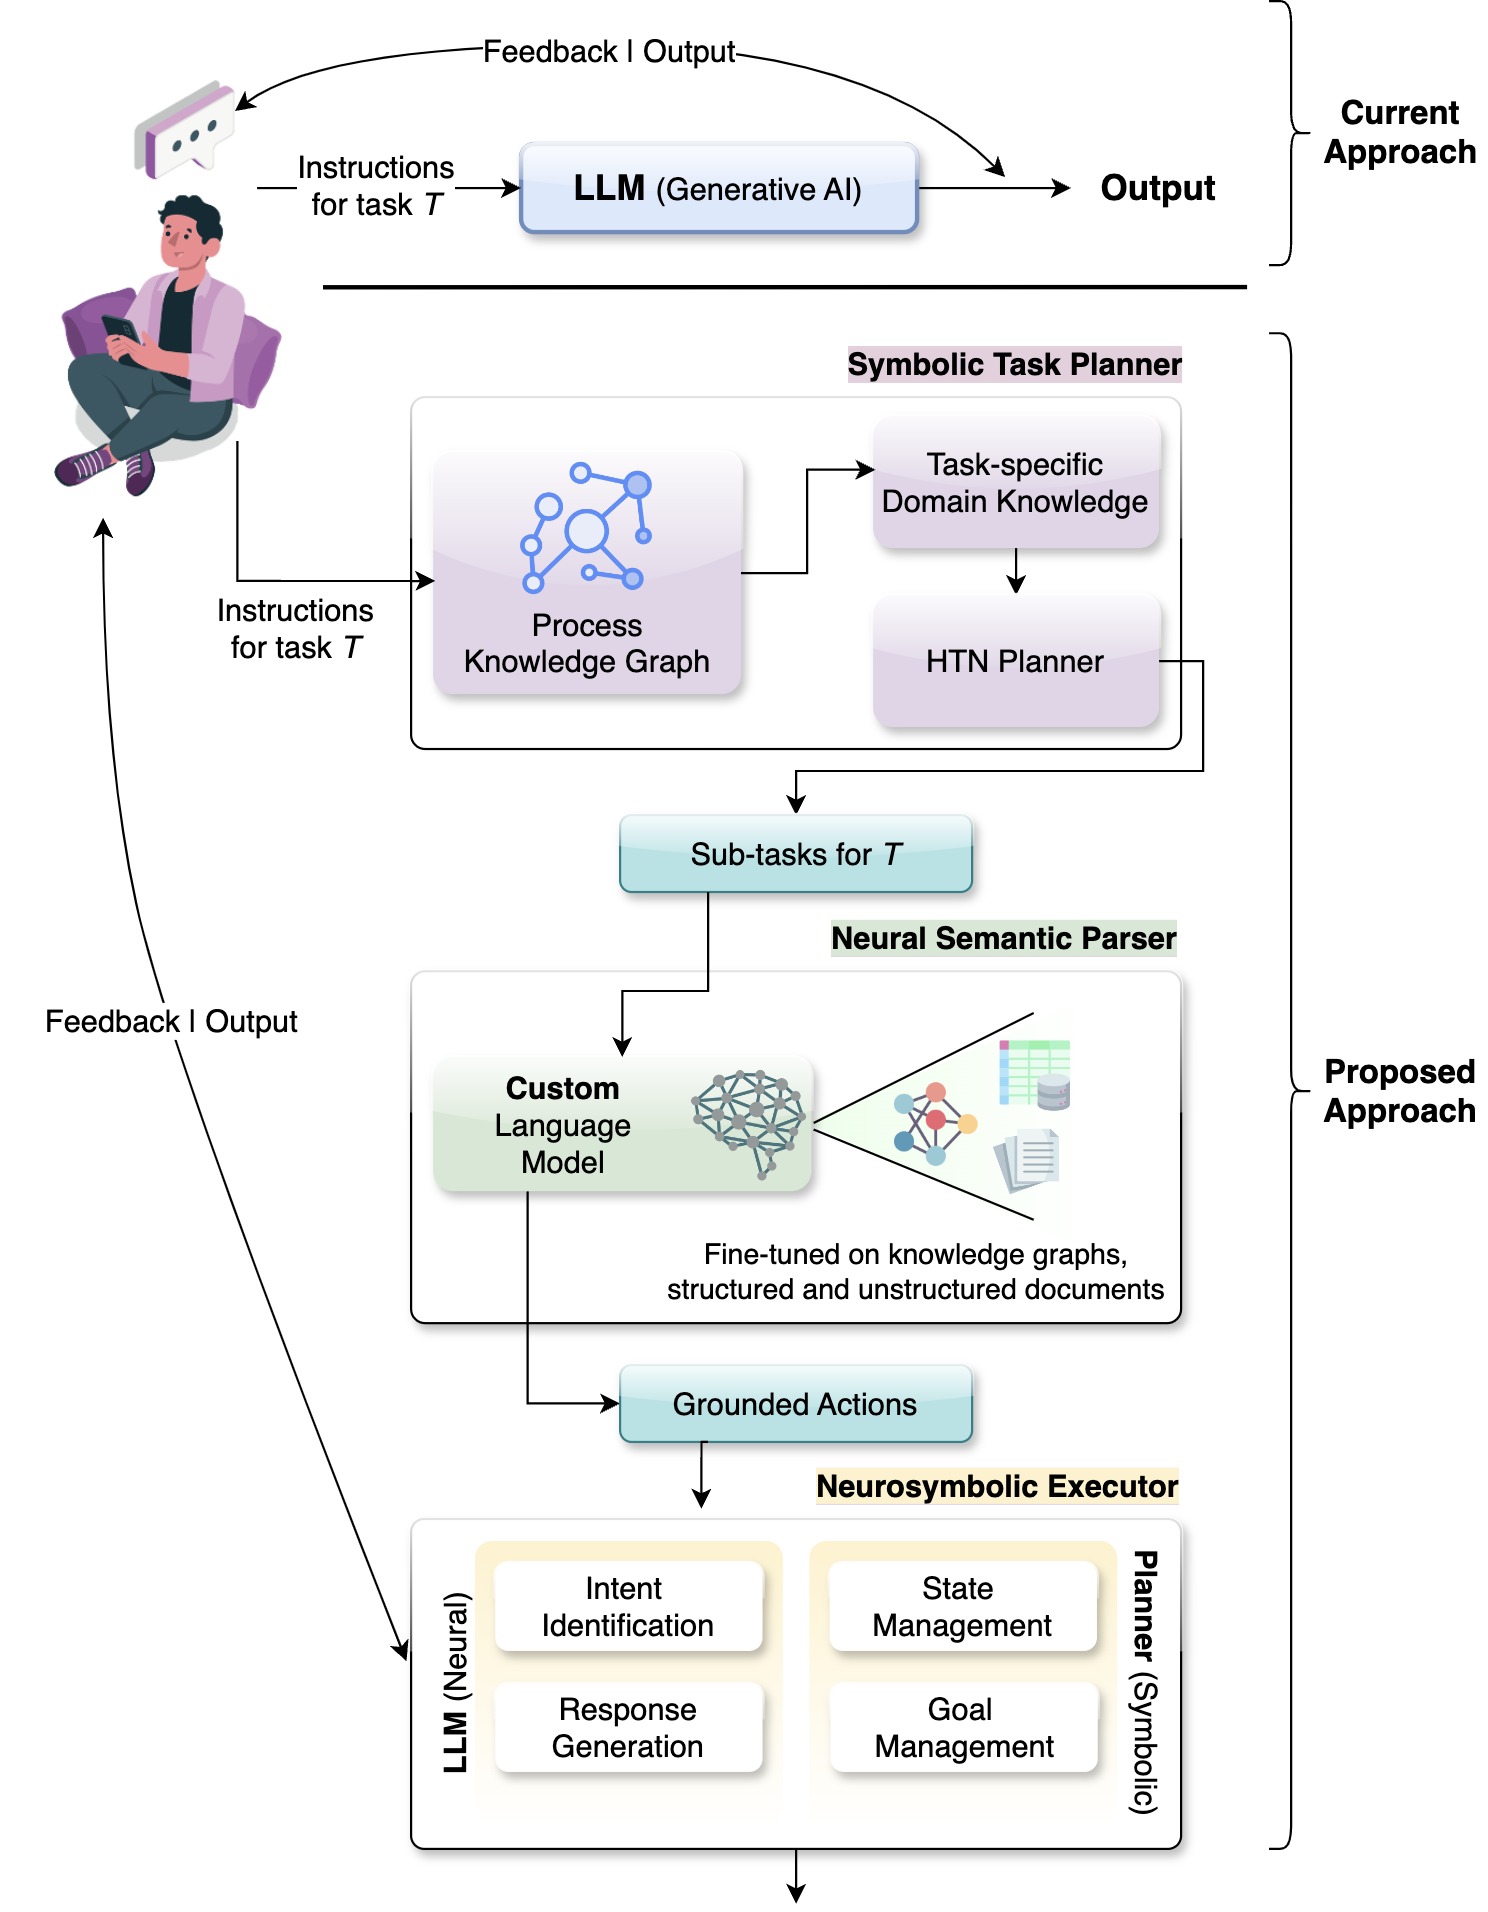 Feedback | Output
Current
Approach
Instructions
for task T
LLM (Generative AI)
Output
Symbolic Task Planner
Task-specific
Domain Knowledge
Process
Knowledge Graph
HTN Planner
Instructions
for task T
Sub-tasks for T
Neural Semantic Parser
Feedback | Output
Custom
Language
Model
Proposed
Approach
Fine-tuned on knowledge graphs,
structured and unstructured documents
Grounded Actions
Neurosymbolic Executor
LLM (Neural)
Intent
Identification
Response
Generation
State
Management
Goal
Management
Planner (Symbolic)